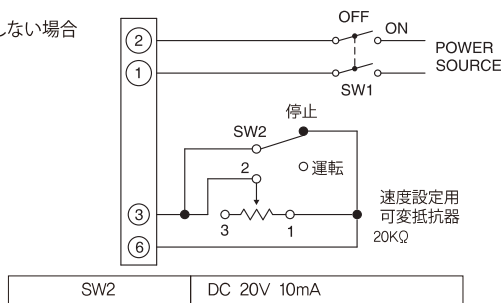 しない場合
OFF
ON
2
1
POWER
SOURCE
SW1
停止
SW2
運転
2
速度設定用
可変抵抗器
20KΩ
3
3
1
6
SW2 DC 20V 10mA